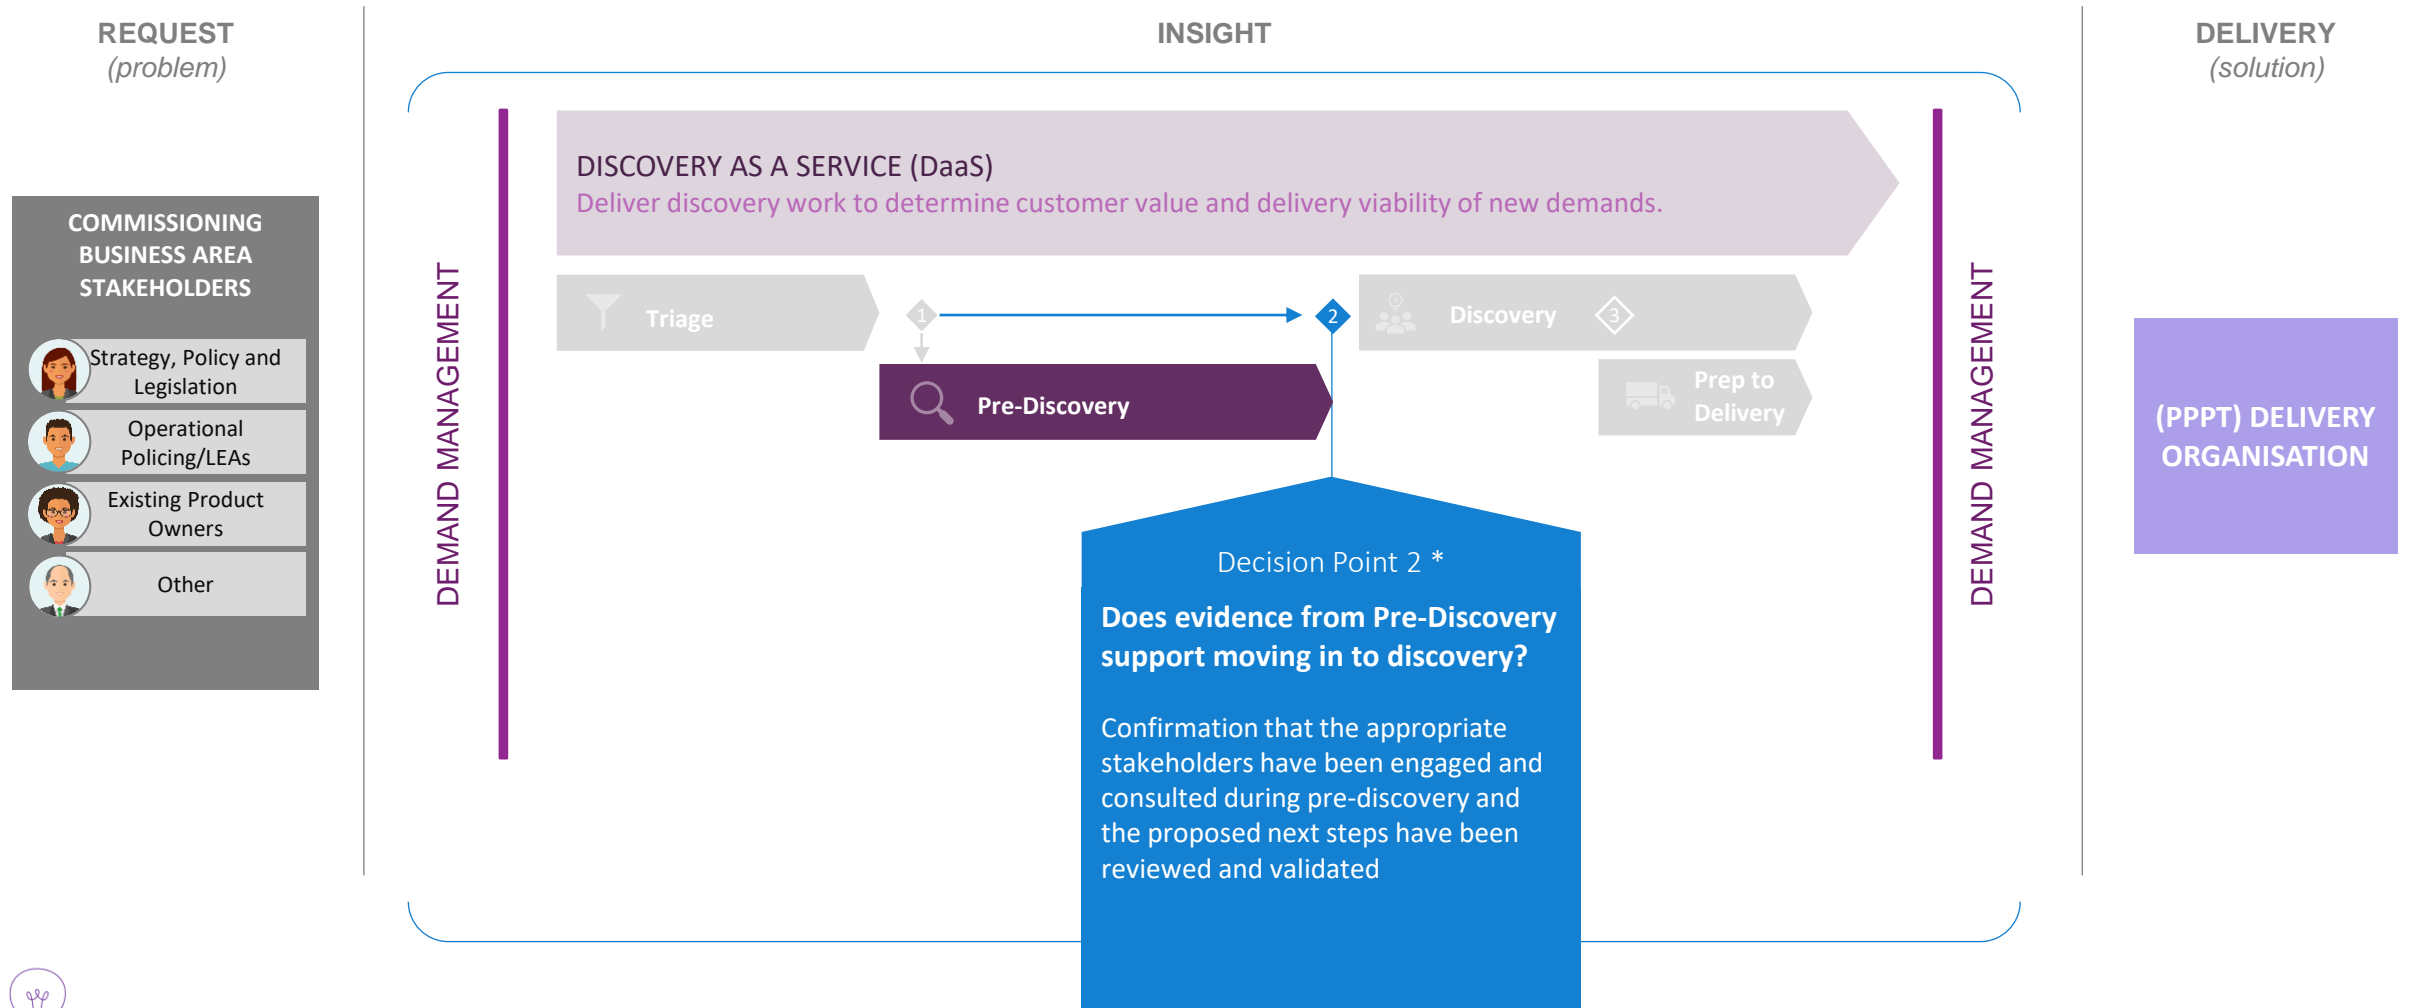 REQUEST
(problem)
INSIGHT
DELIVERY
(solution)
COMMISSIONING
BUSINESS AREA
STAKEHOLDERS
Strategy, Policy and
Legislation
Operational
Policing/LEAs
Existing Product
Owners
Other
DEMAND MANAGEMENT
DISCOVERY AS A SERVICE (DaaS)
Deliver discovery work to determine customer value and delivery viability of new demands.
Triage
1
2
Discovery
3
Pre-Discovery
Prep to
Delivery
Decision Point 2 *
Does evidence from Pre-Discovery
support moving in to discovery?
Confirmation that the appropriate
stakeholders have been engaged and
consulted during pre-discovery and
the proposed next steps have been
reviewed and validated
DEMAND MANAGEMENT
(PPPT) DELIVERY
ORGANISATION